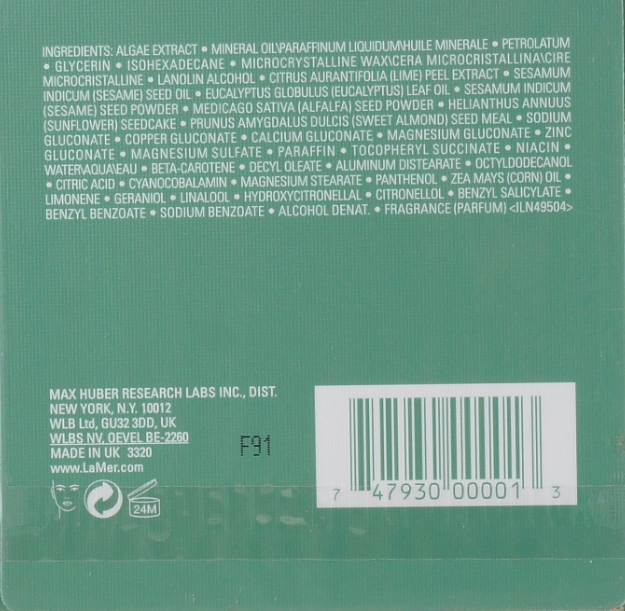 INGREDIENTS: ALGAE EXTRACT • MINERAL OIL\PARAFFINUM LIQUIDUM\HUILE MINERALE • PETROLATUM
• GLYCERIN • ISOHEXADECANE • MICROCRYSTALLINE WAX\CERA MICROCRISTALLINA\CIRE
MICROCRISTALLINE • LANOLIN ALCOHOL • CITRUS AURANTIFOLIA (LIME) PEEL EXTRACT • SESAMUM
INDICUM (SESAME) SEED OIL • EUCALYPTUS GLOBULUS (EUCALYPTUS) LEAF OIL • SESAMUM INDICUM
(SESAME) SEED POWDER • MEDICAGO SATIVA (ALFALFA) SEED POWDER • HELIANTHUS ANNUUS
(SUNFLOWER) SEEDCAKE • PRUNUS AMYGDALUS DULCIS (SWEET ALMOND) SEED MEAL • SODIUM
GLUCONATE • COPPER GLUCONATE • CALCIUM GLUCONATE • MAGNESIUM GLUCONATE • ZINC
GLUCONATE • MAGNESIUM SULFATE • PARAFFIN • TOCOPHERYL SUCCINATE • NIACIN •
WATER\AQUA\EAU • BETA-CAROTENE • DECYL OLEATE • ALUMINUM DISTEARATE • OCTYLDODECANOL
• CITRIC ACID • CYANOCOBALAMIN • MAGNESIUM STEARATE • PANTHENOL • ZEA MAYS (CORN) OIL •
LIMONENE • GERANIOL • LINALOOL • HYDROXYCITRONELLAL • CITRONELLOL • BENZYL SALICYLATE •
BENZYL BENZOATE • SODIUM BENZOATE • ALCOHOL DENAT. • FRAGRANCE (PARFUM) <ILN49504>
MAX HUBER RESEARCH LABS INC., DIST.
NEW YORK, N.Y. 10012
WLB Ltd, GU32 3DD, UK
WLBS NV, OEVEL BE-2260
MADE IN UK 3320
www.LaMer.com
F91
24M
7 47930 00001 3